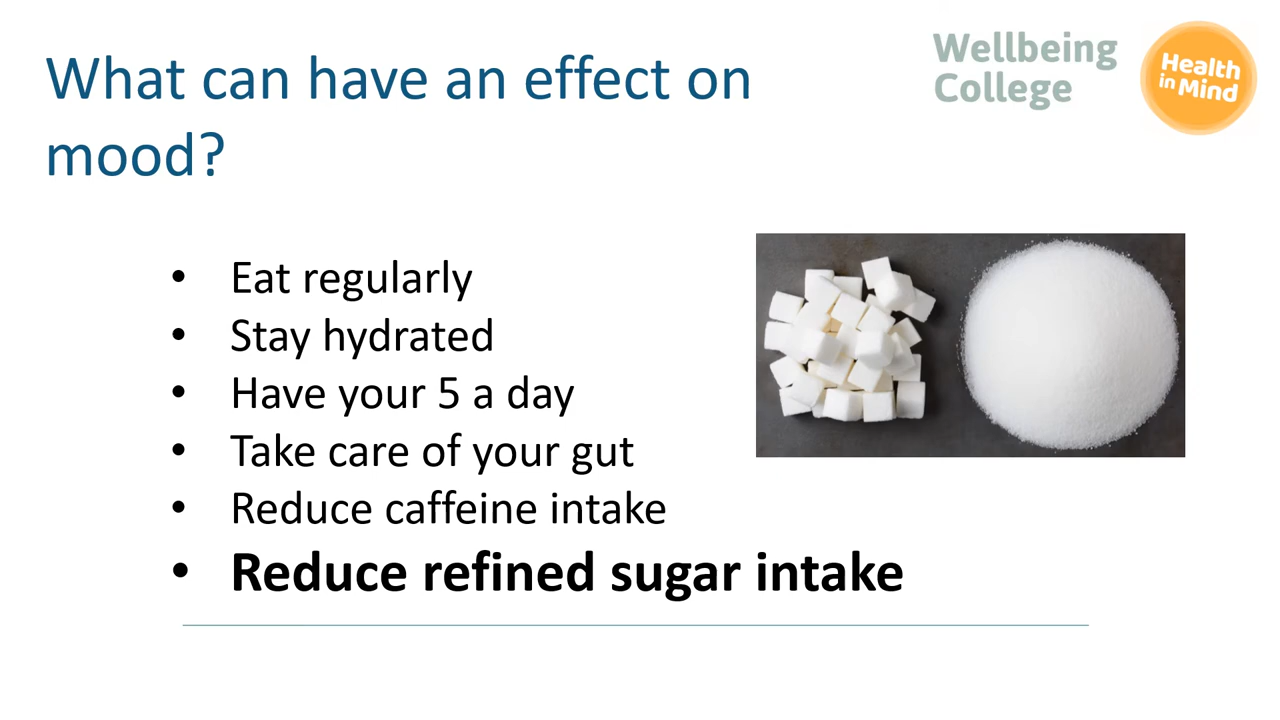 What can have an effect on
mood?
Wellbeing
College
Health
in Mind
• Eat regularly
• Stay hydrated
• Have your 5 a day
• Take care of your gut
• Reduce caffeine intake
• Reduce refined sugar intake